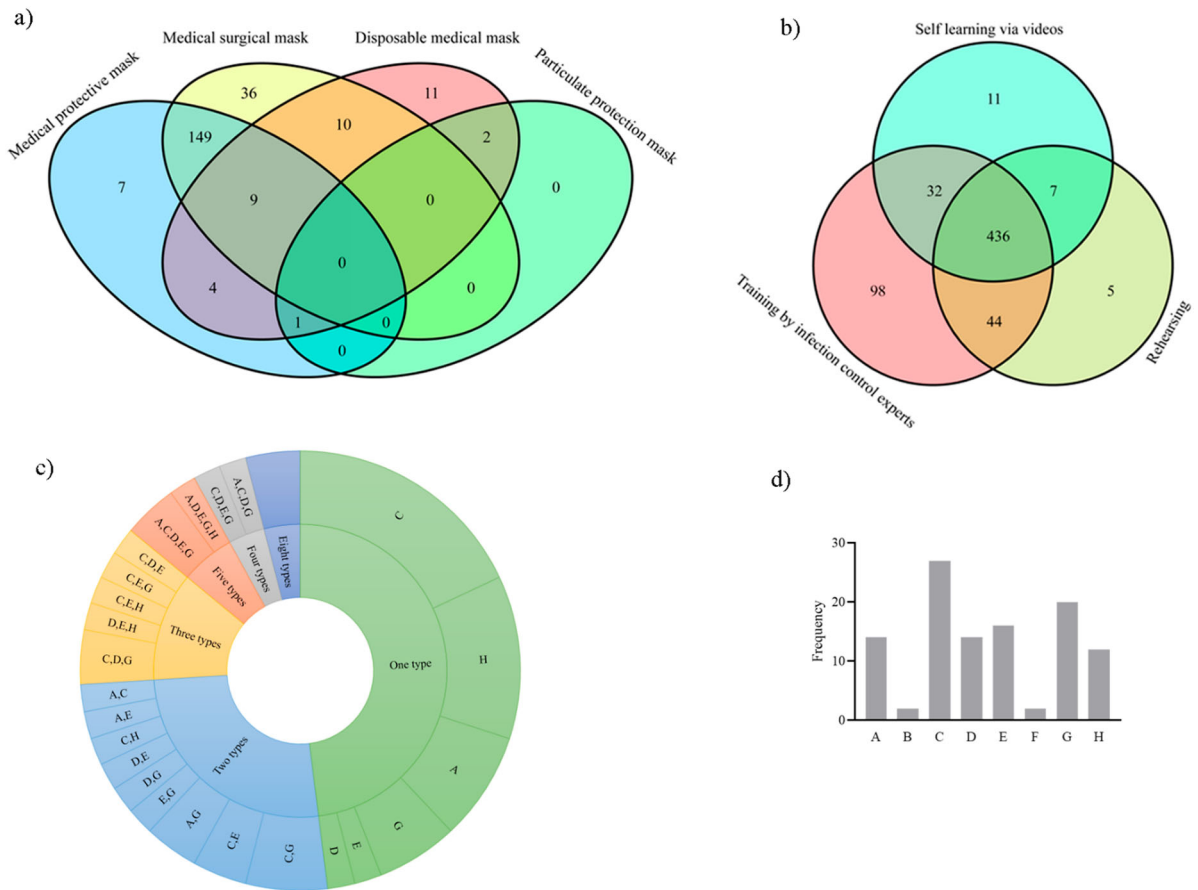 a)
Medical protective mask
Medical surgical mask
Disposable medical mask
Particulate protection mask
36
11
149
10
2
7
9
0
0
0
4
0
1
0
0
b)
Self learning via videos
11
32
7
436
98
44
5
Training by infection control experts
Rehearsing
c)
One type
C
H
A
G
E
D
Two types
C,G
C,E
A,G
E,G
D,G
D,E
C,H
A,E
A,C
Three types
C,D,G
D,E,H
C,E,H
C,E,G
C,D,E
Five types
A,C,D,E,G
A,D,E,G,H
Four types
C,D,E,G
A,C,D,G
Eight types
d)
Frequency
30
20
10
0
A B C D E F G H